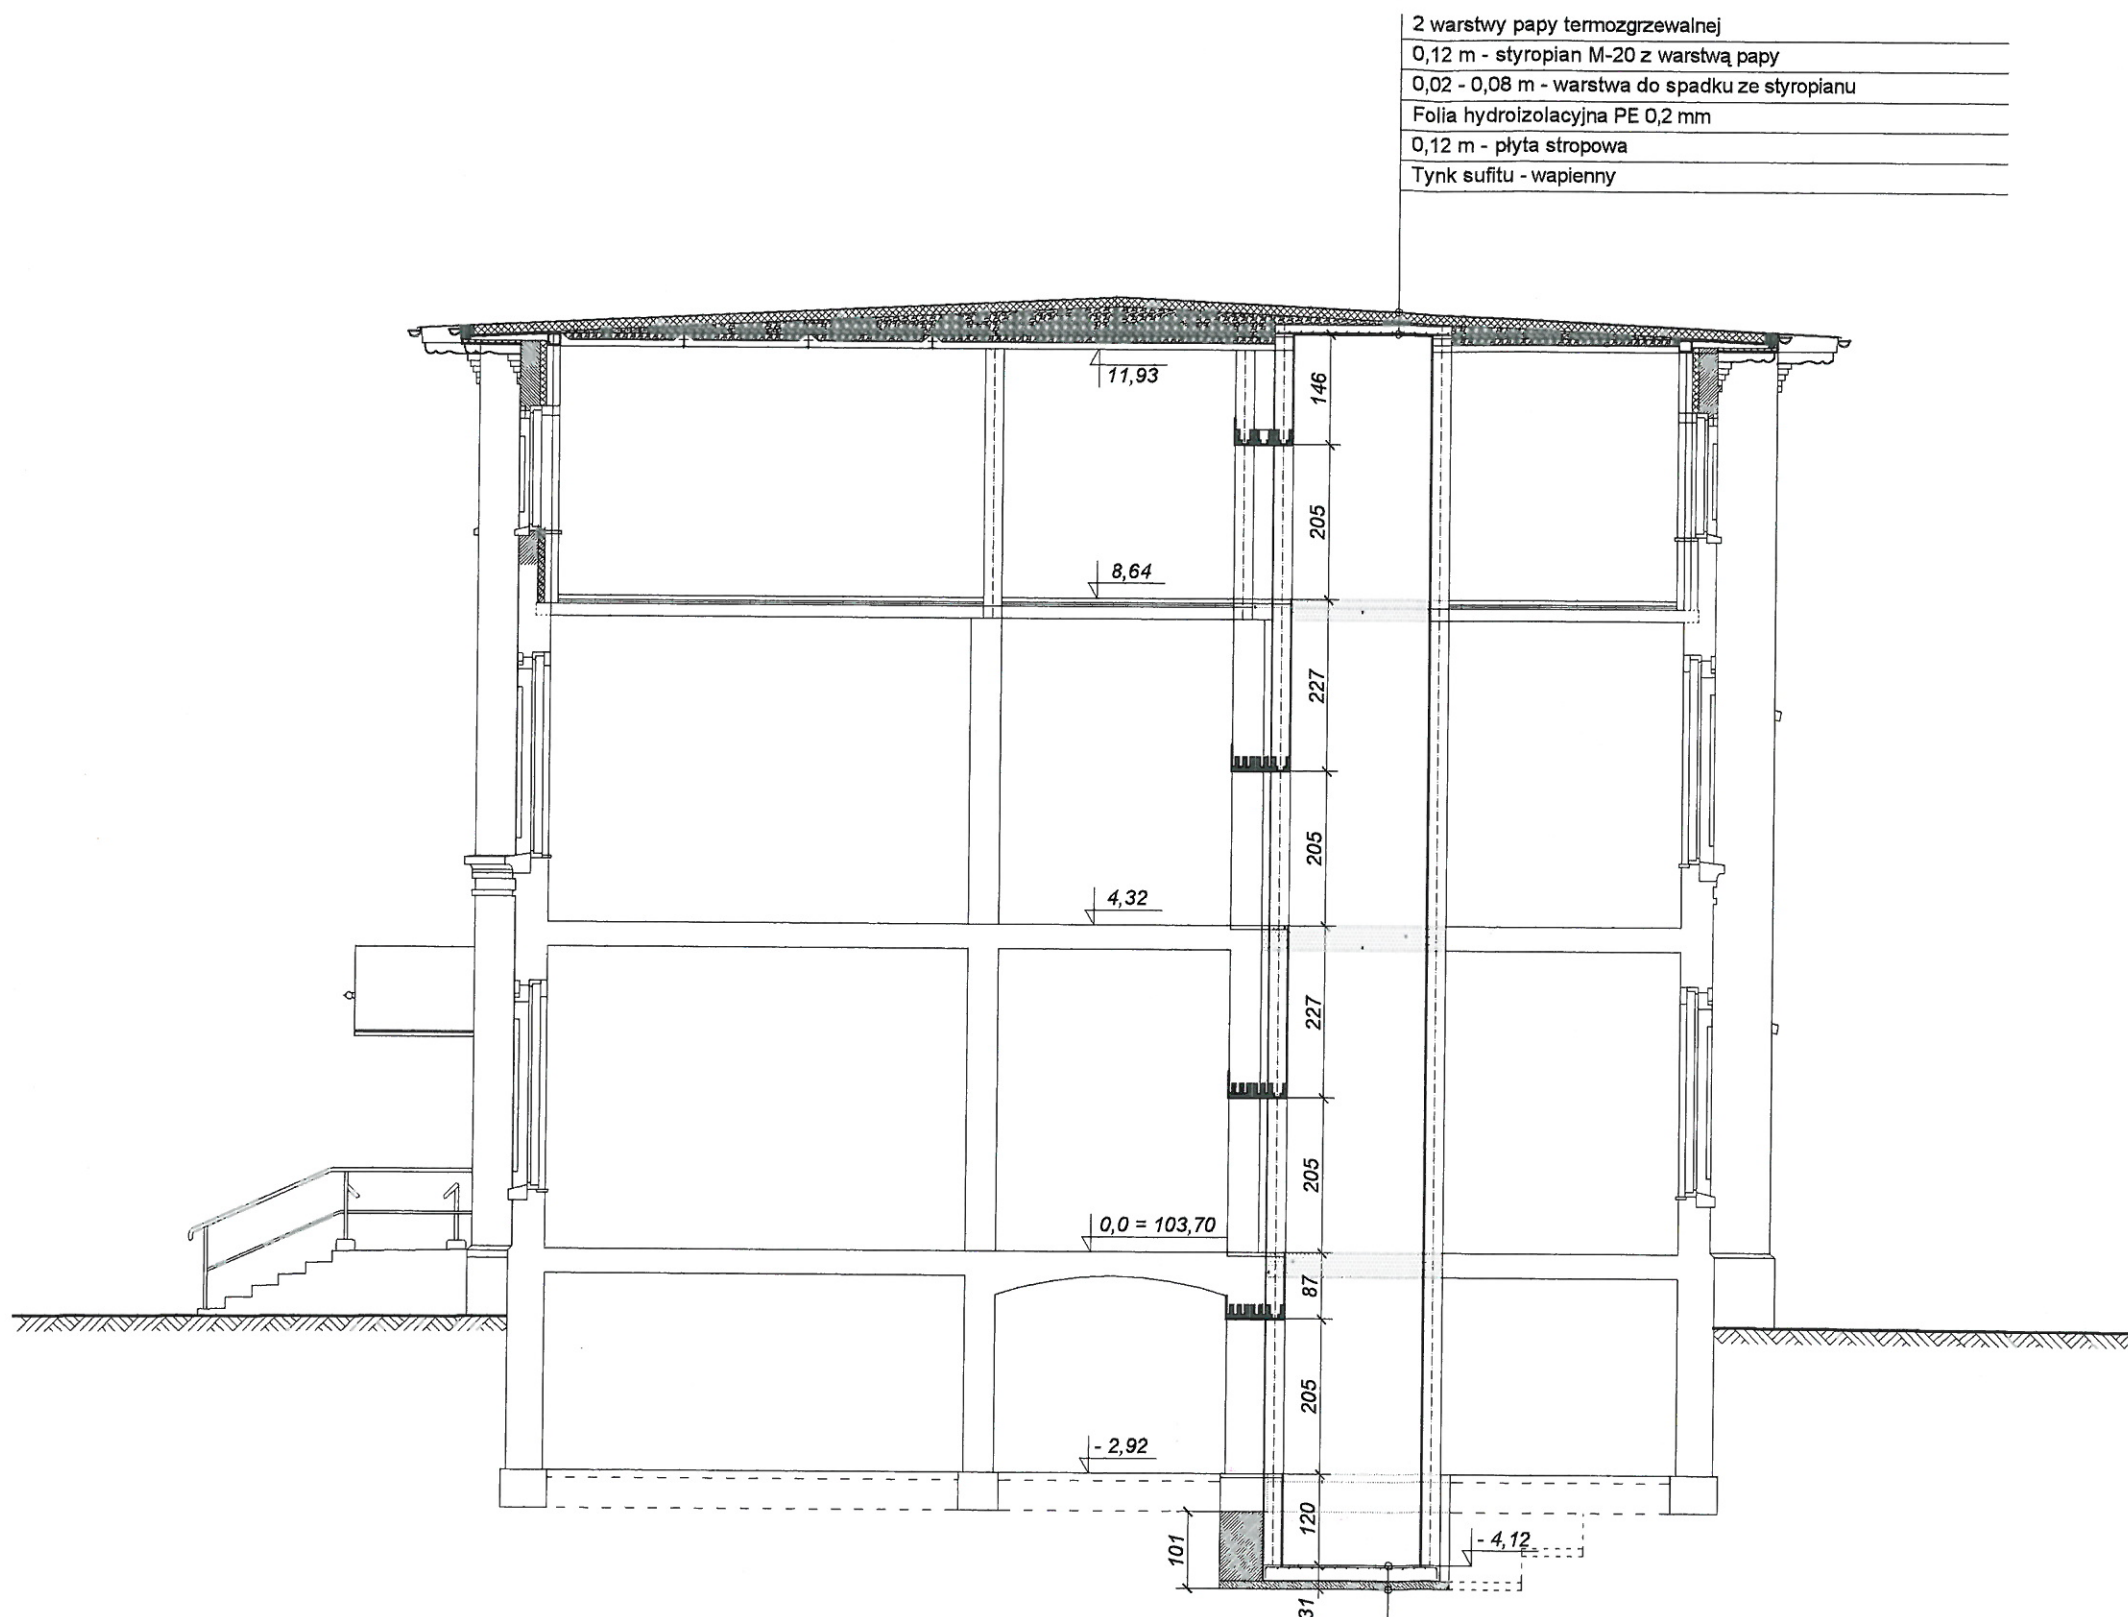 2 warstwy papy termozgrzewalnej
0,12 m - styropian M-20 z warstwą papy
0,02 - 0,08 m - warstwa do spadku ze styropianu
Folia hydroizolacyjna PE 0,2 mm
0,12 m - płyta stropowa
Tynk sufitu - wapienny
11,93
146
205
8,64
227
205
4,32
227
205
0,0 = 103,70
87
205
- 2,92
120
101
- 4,12
31